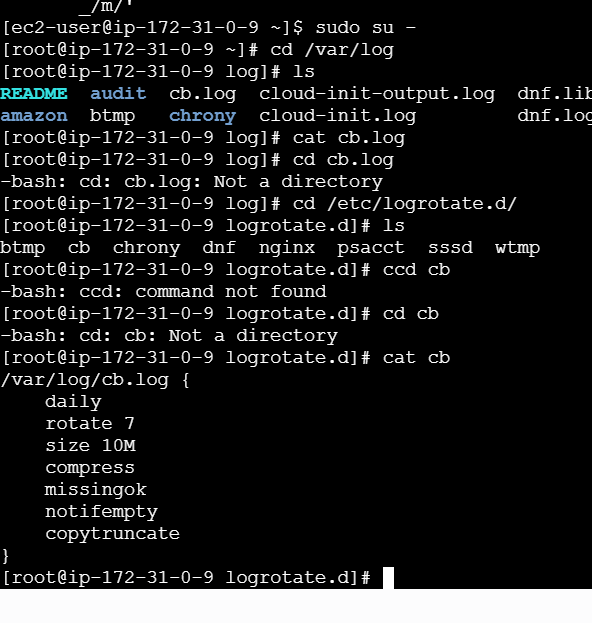 _/m/'
[ec2-user@ip-172-31-0-9 ~]$ sudo su -
[root@ip-172-31-0-9 ~]# cd /var/log
[root@ip-172-31-0-9 log]# ls
README  audit  cb.log  cloud-init-output.log  dnf.lib
amazon  btmp   chrony  cloud-init.log         dnf.log
[root@ip-172-31-0-9 log]# cat cb.log
[root@ip-172-31-0-9 log]# cd cb.log
-bash: cd: cb.log: Not a directory
[root@ip-172-31-0-9 log]# cd /etc/logrotate.d/
[root@ip-172-31-0-9 logrotate.d]# ls
btmp  cb  chrony  dnf  nginx  psacct  sssd  wtmp
[root@ip-172-31-0-9 logrotate.d]# ccd cb
-bash: ccd: command not found
[root@ip-172-31-0-9 logrotate.d]# cd cb
-bash: cd: cb: Not a directory
[root@ip-172-31-0-9 logrotate.d]# cat cb
/var/log/cb.log {
    daily
    rotate 7
    size 10M
    compress
    missingok
    notifempty
    copytruncate
}
[root@ip-172-31-0-9 logrotate.d]#